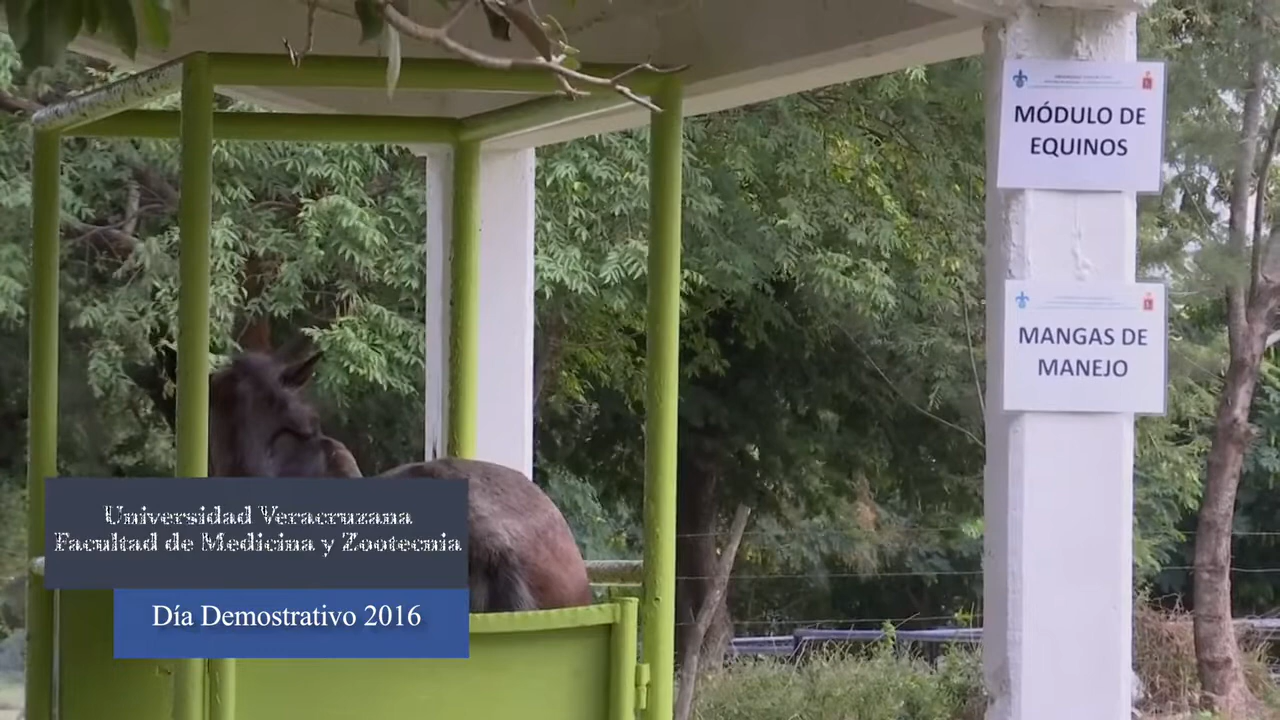 MÓDULO DE
EQUINOS
MANGAS DE
MANEJO
Universidad Veracruzana
Facultad de Medicina y Zootecnia
Día Demostrativo 2016